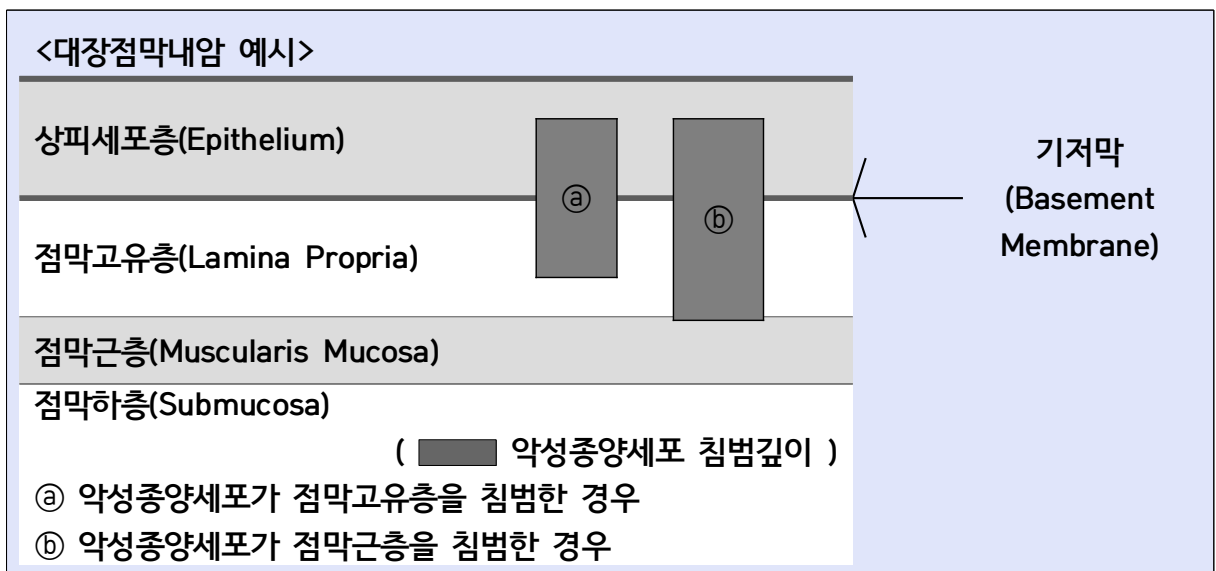 <대장점막내암 예시>
상피세포층(Epithelium)
ⓐ
ⓑ
기저막
(Basement
Membrane)
점막고유층(Lamina Propria)
점막근층(Muscularis Mucosa)
점막하층(Submucosa)
( 악성종양세포 침범깊이 )
ⓐ 악성종양세포가 점막고유층을 침범한 경우
ⓑ 악성종양세포가 점막근층을 침범한 경우